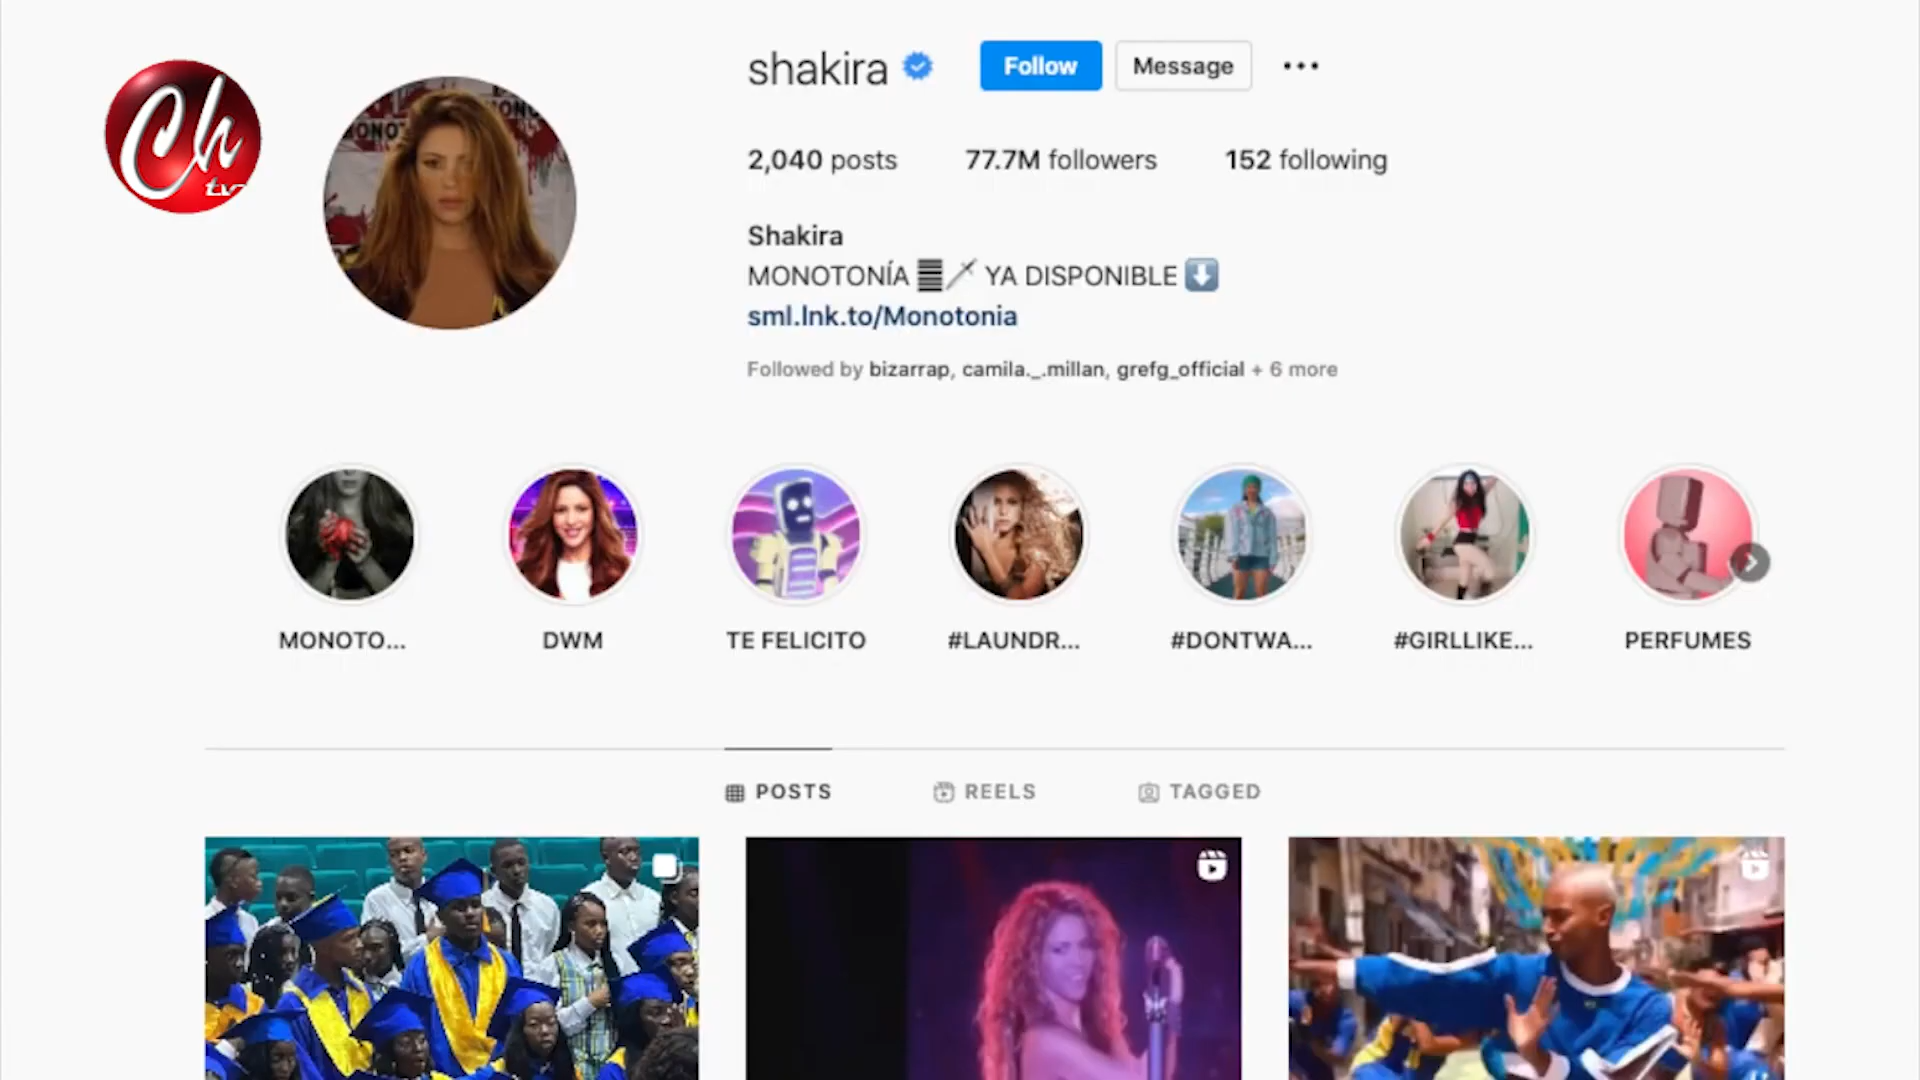 Ch
tv
shakira
Follow
Message
2,040 posts
77.7M followers
152 following
Shakira
MONOTONÍA YA DISPONIBLE
sml.lnk.to/Monotonia
Followed by bizarrap, camila._.millan, grefg_official + 6 more
MONOTO...
DWM
TE FELICITO
#LAUNDR...
#DONTWA...
#GIRLLIKE...
PERFUMES
POSTS
REELS
TAGGED